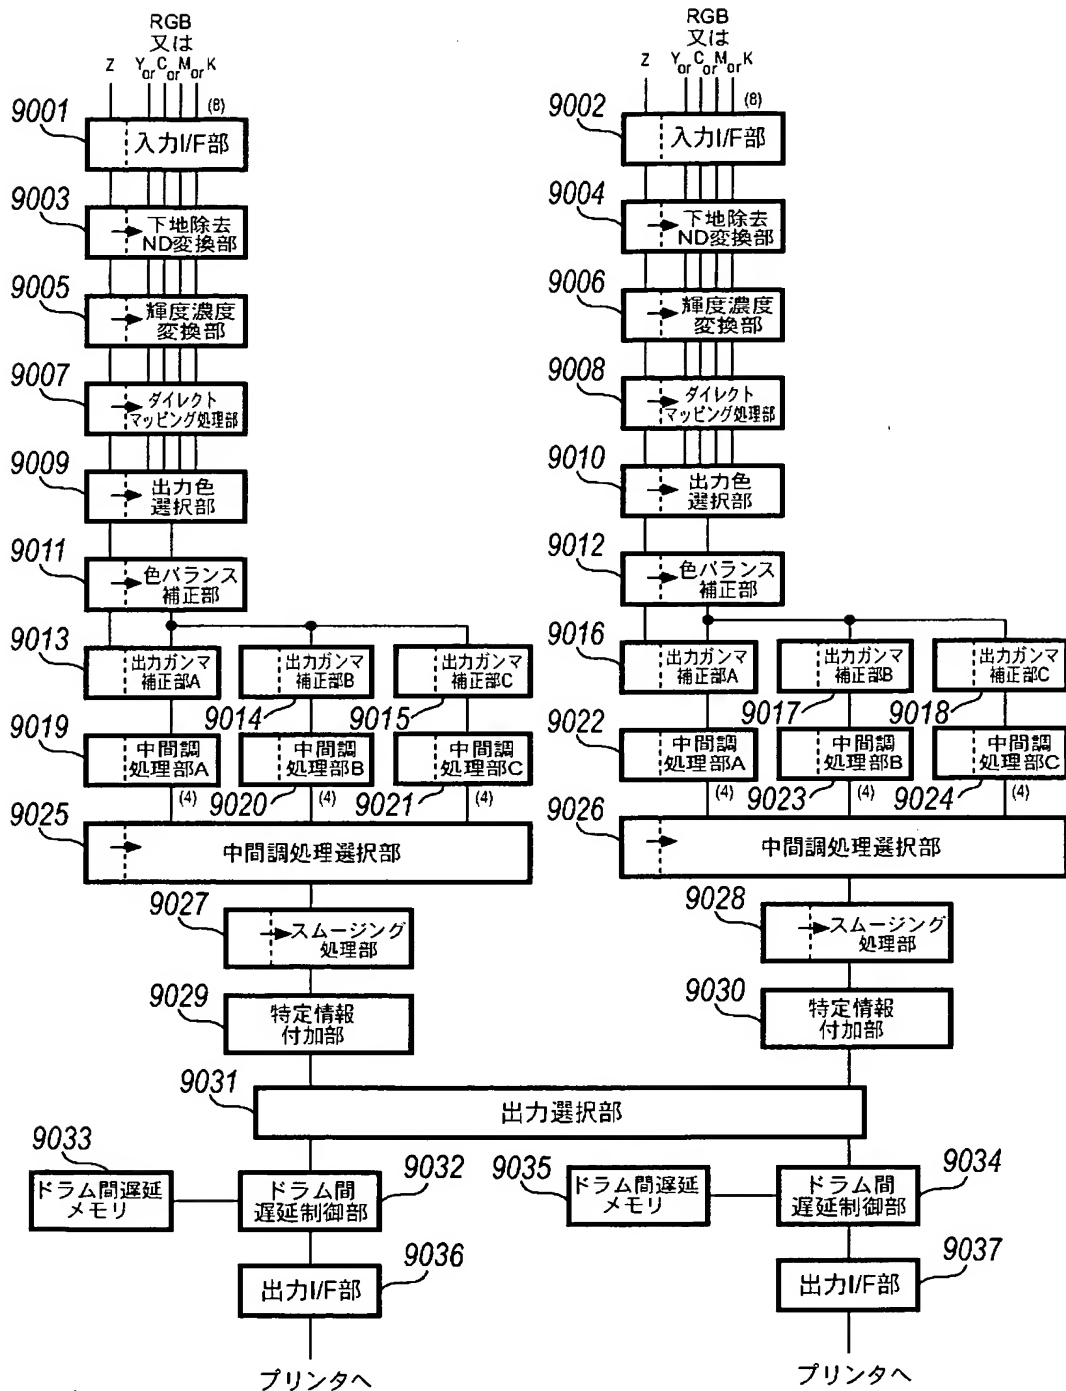 RGB
又は
Z Y or C or M or K
(8)
9001
入力I/F部
9003
下地除去
ND変換部
9005
輝度濃度
変換部
9007
ダイレクト
マッピング処理部
9009
出力色
選択部
9011
色バランス
補正部
9013
出力ガンマ
補正部A
出力ガンマ
補正部B
出力ガンマ
補正部C
9014
9015
9019
中間調
処理部A
中間調
処理部B
中間調
処理部C
(4)
9020
(4)
9021
(4)
9025
中間調処理選択部
9027
スムージング
処理部
9029
特定情報
付加部
RGB
又は
Z Y or C or M or K
(8)
9002
入力I/F部
9004
下地除去
ND変換部
9006
輝度濃度
変換部
9008
ダイレクト
マッピング処理部
9010
出力色
選択部
9012
色バランス
補正部
9016
出力ガンマ
補正部A
出力ガンマ
補正部B
出力ガンマ
補正部C
9017
9018
9022
中間調
処理部A
中間調
処理部B
中間調
処理部C
(4)
9023
(4)
9024
(4)
9026
中間調処理選択部
9028
スムージング
処理部
9030
特定情報
付加部
9031
出力選択部
9033
ドラム間遅延
メモリ
9032
ドラム間
遅延制御部
9035
ドラム間遅延
メモリ
9034
ドラム間
遅延制御部
9036
出力I/F部
9037
出力I/F部
プリンタへ
プリンタへ